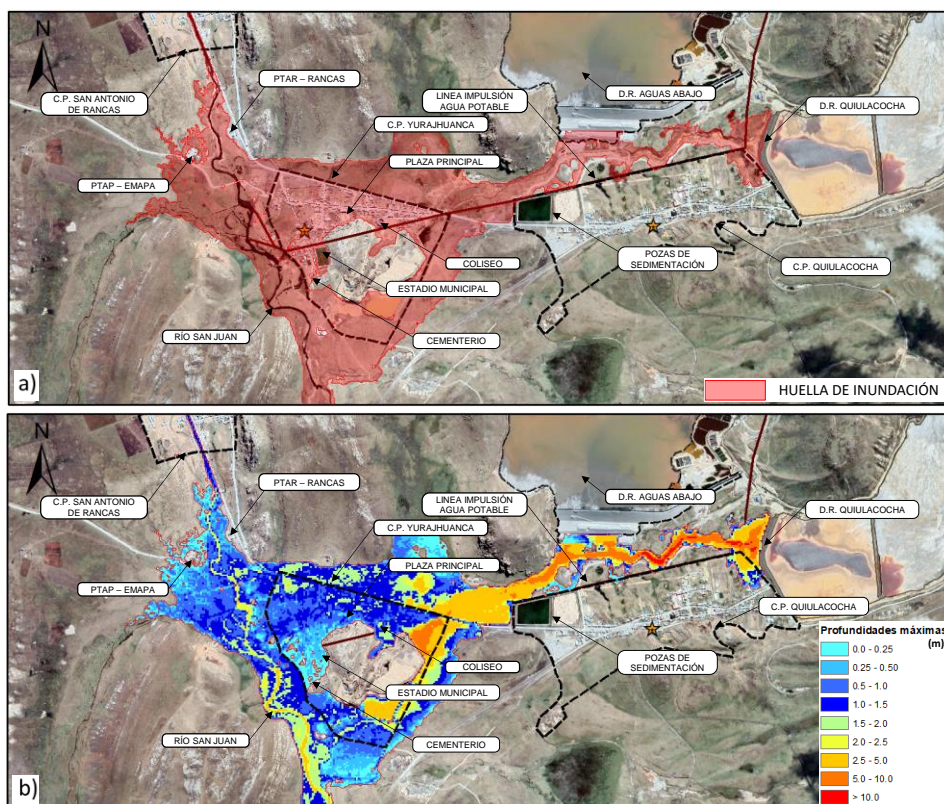 N
C.P. SAN ANTONIO
DE RANCAS
PTAR – RANCAS
LINEA IMPULSIÓN
AGUA POTABLE
D.R. AGUAS ABAJO
D.R. QUIULACOCHA
C.P. YURAJHUANCA
PLAZA PRINCIPAL
PTAP – EMAPA
COLISEO
POZAS DE
SEDIMENTACIÓN
C.P. QUIULACOCHA
ESTADIO MUNICIPAL
RÍO SAN JUAN
CEMENTERIO
a)
HUELLA DE INUNDACIÓN
N
C.P. SAN ANTONIO
DE RANCAS
PTAR – RANCAS
LINEA IMPULSIÓN
AGUA POTABLE
D.R. AGUAS ABAJO
D.R. QUIULACOCHA
C.P. YURAJHUANCA
PLAZA PRINCIPAL
PTAP – EMAPA
C.P. QUIULACOCHA
COLISEO
POZAS DE
SEDIMENTACIÓN
ESTADIO MUNICIPAL
RÍO SAN JUAN
CEMENTERIO
b)
Profundidades máximas
(m)
0.0 - 0.25
0.25 - 0.50
0.5 - 1.0
1.0 - 1.5
1.5 - 2.0
2.0 - 2.5
2.5 - 5.0
5.0 - 10.0
> 10.0